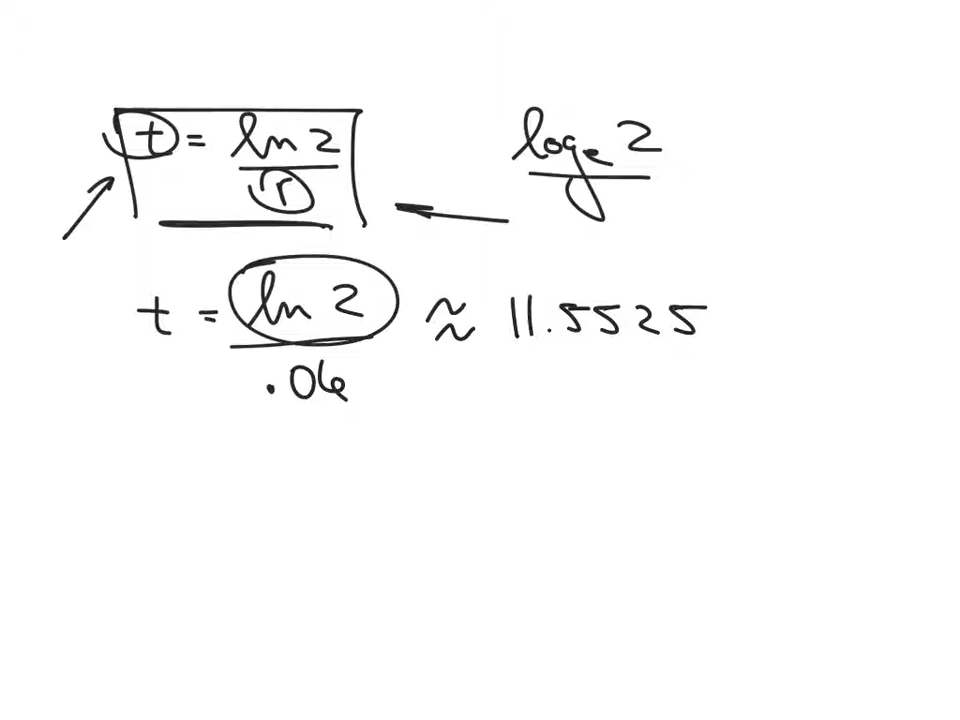 t = ln 2 / r
log_e 2
t = ln 2 / .06 ≈ 11.5525